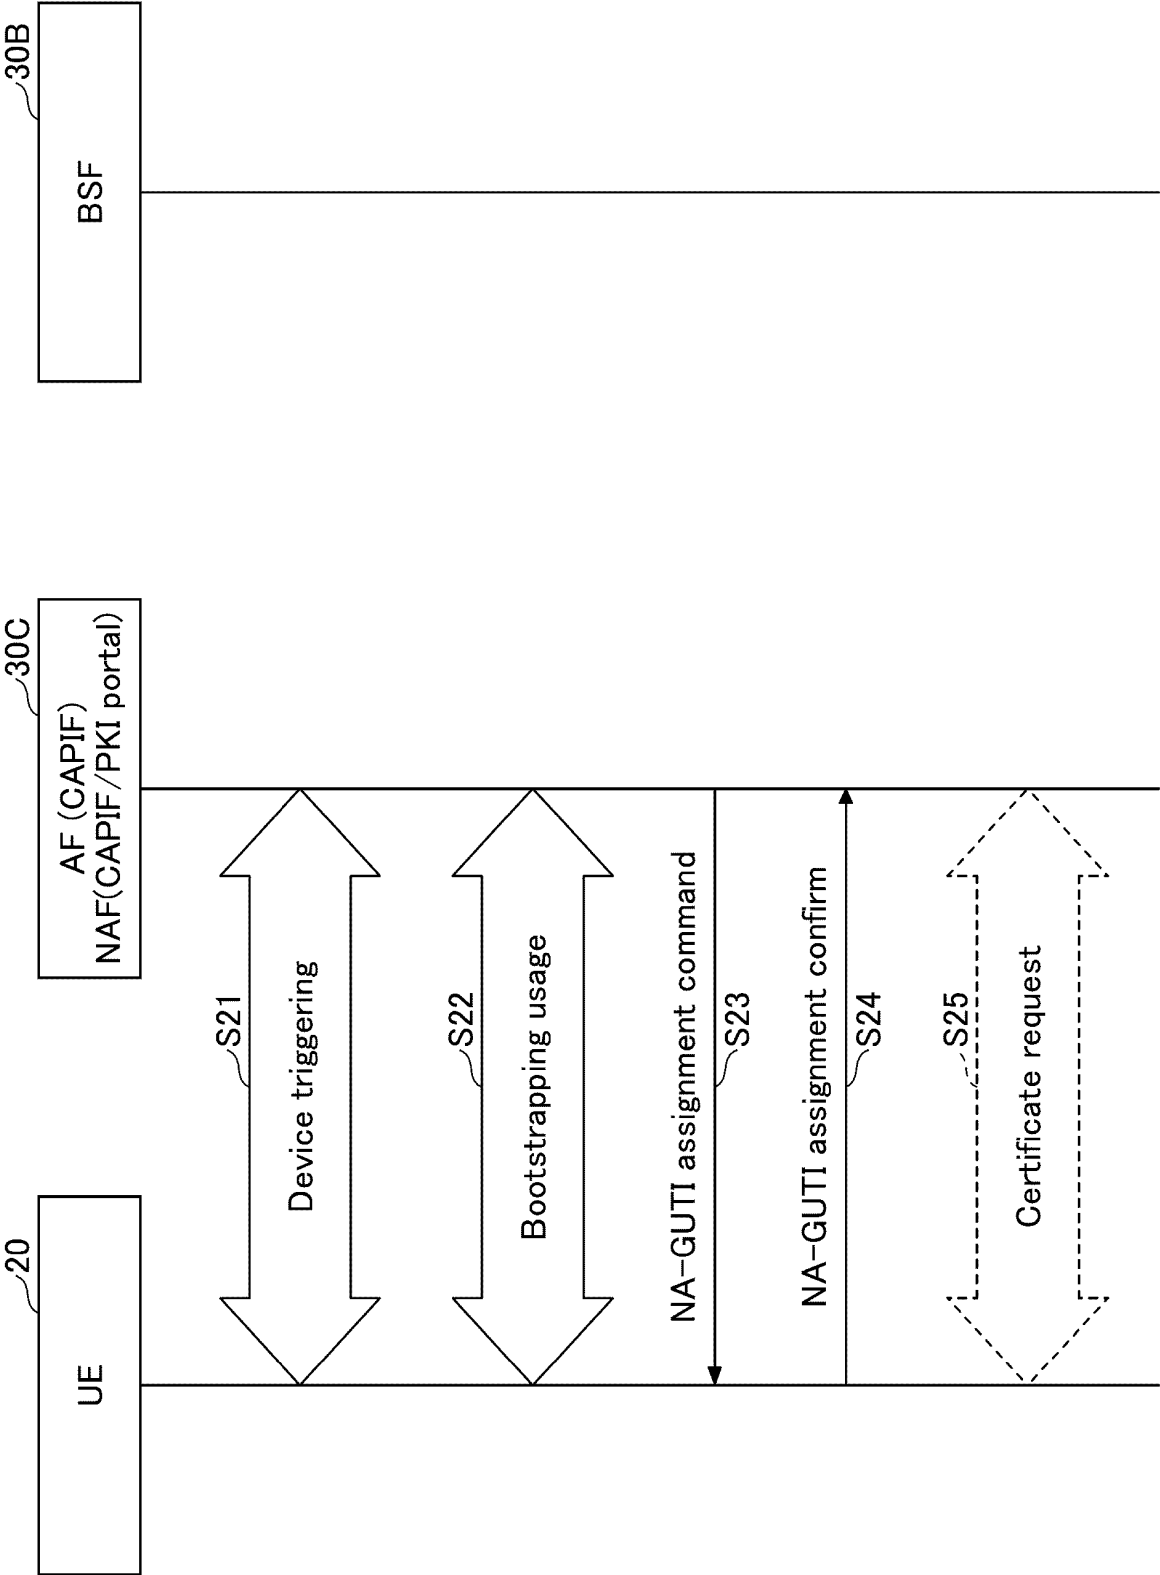 20
UE
30C
AF (CAPIF)
NAF(CAPIF/PKI portal)
30B
BSF
S21
Device triggering
S22
Bootstrapping usage
NA-GUTI assignment command
S23
NA-GUTI assignment confirm
S24
S25
Certificate request